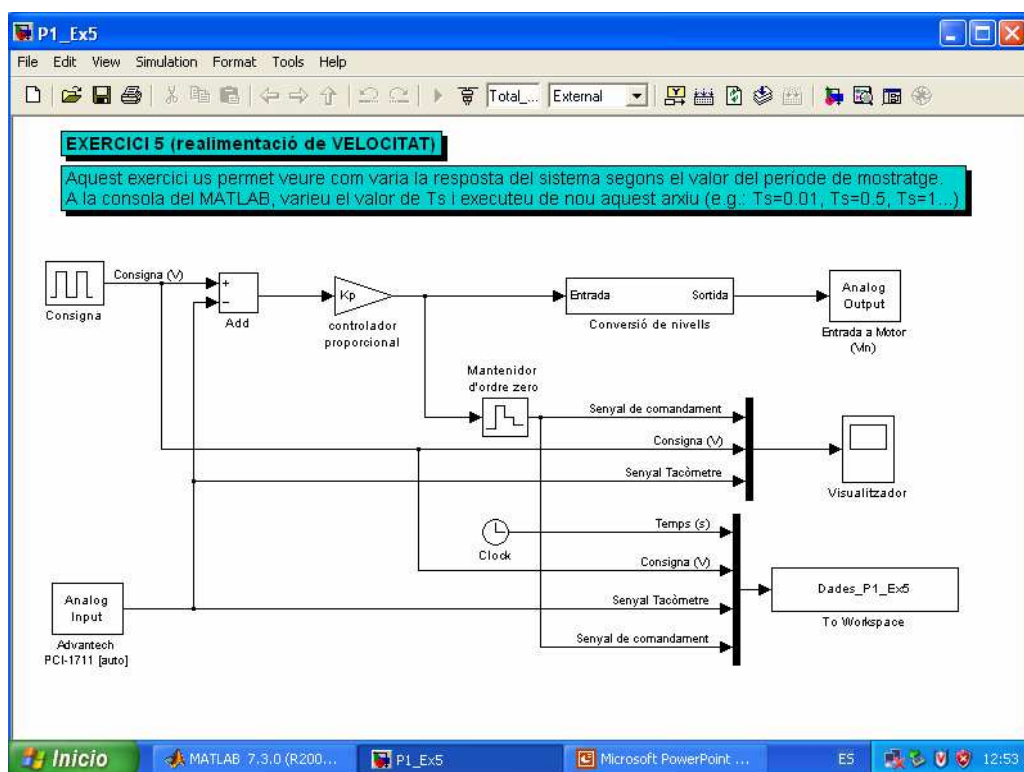 P1_Ex5
File Edit View Simulation Format Tools Help
Total_... External
EXERCICI 5 (realimentació de VELOCITAT)
Aquest exercici us permet veure com varia la resposta del sistema segons el valor del període de mostratge.
A la consola del MATLAB, varieu el valor de Ts i executeu de nou aquest arxiu (e.g.: Ts=0.01, Ts=0.5, Ts=1...)
Consigna (V)
Consigna
+
−
Add
Kp
controlador
proporcional
Entrada Sortida
Conversió de nivells
Analog
Output
Entrada a Motor
(Vin)
Mantenidor
d'ordre zero
Senyal de comandament
Consigna (V)
Senyal Tacòmetre
Visualitzador
Clock
Temps (s)
Consigna (V)
Senyal Tacòmetre
Senyal de comandament
Dades_P1_Ex5
To Workspace
Analog
Input
Advantech
PCI-1711 [auto]
Inicio
MATLAB 7.3.0 (R200...
P1_Ex5
Microsoft PowerPoint ...
ES
12:53